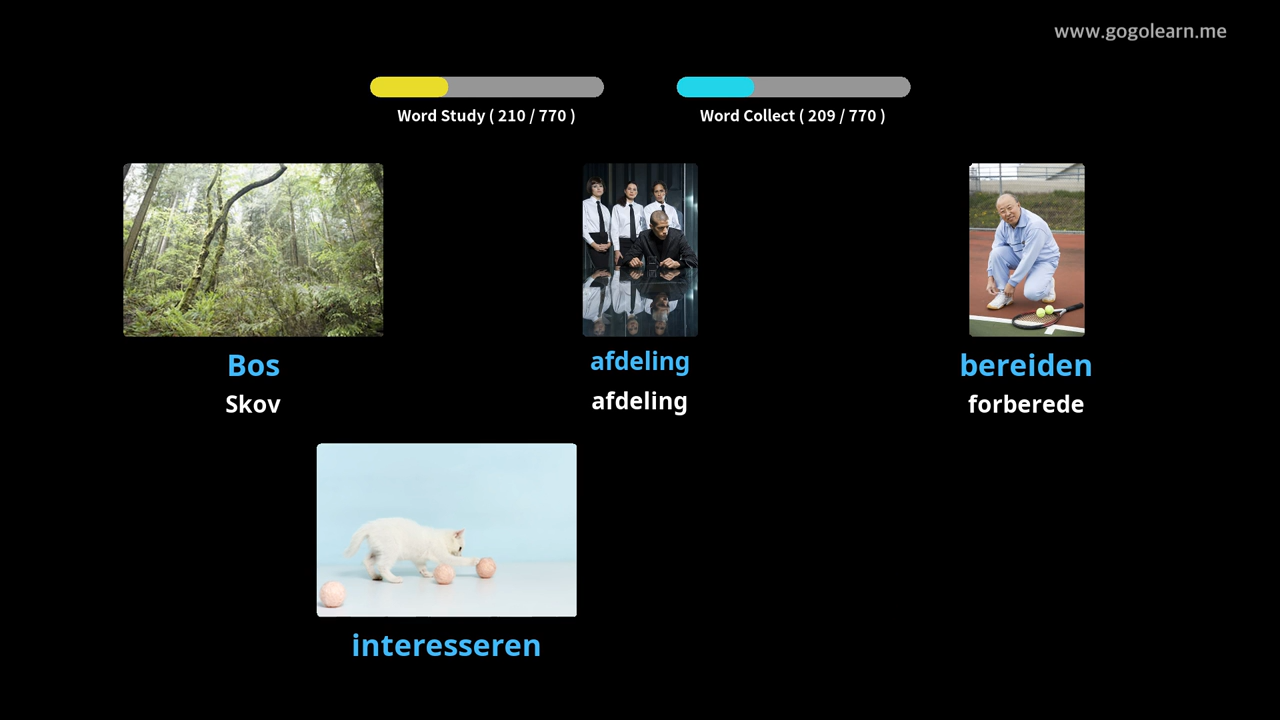 www.gogolearn.me
Word Study ( 210 / 770 )
Word Collect ( 209 / 770 )
Bos
Skov
afdeling
afdeling
bereiden
forberede
interesseren